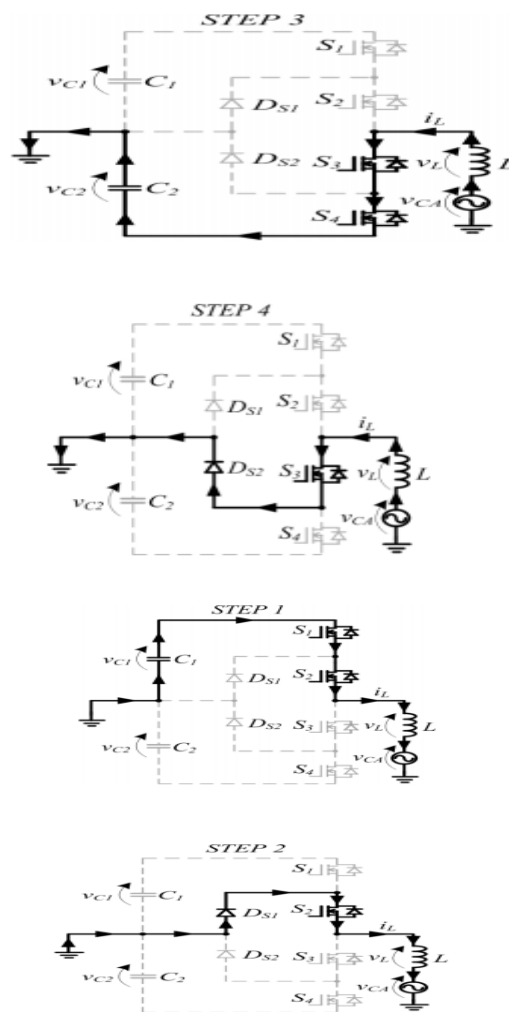 STEP 3
S1
vC1 C1
DS1 S2
iL
DS2 S3 vL L
vC2 C2
S4 vCA
STEP 4
S1
vC1 C1
DS1 S2
iL
DS2 S3 vL L
vC2 C2
S4 vCA
STEP 1
S1
vC1 C1
DS1 S2
iL
DS2 S3 vL L
vC2 C2
S4 vCA
STEP 2
S1
vC1 C1
DS1 S2
iL
DS2 S3 vL L
vC2 C2
S4 vCA